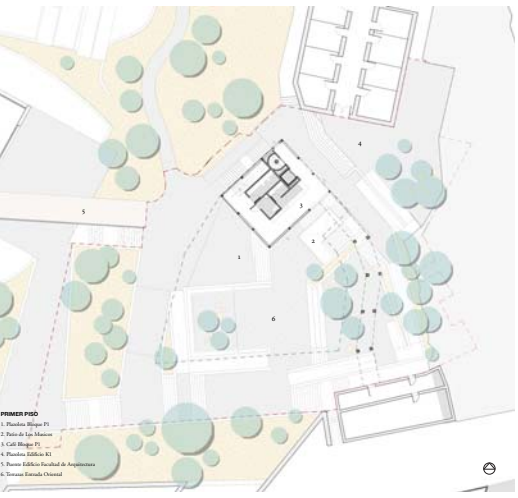 4
5
3
1
2
6
PRIMER PISO
1. Plazoleta Bloque P1
2. Patio de Los Musicos
3. Café Bloque P1
4. Plazoleta Edificio K1
5. Puente Edificio Facultad de Arquitectura
6. Terraza Entrada Oriental